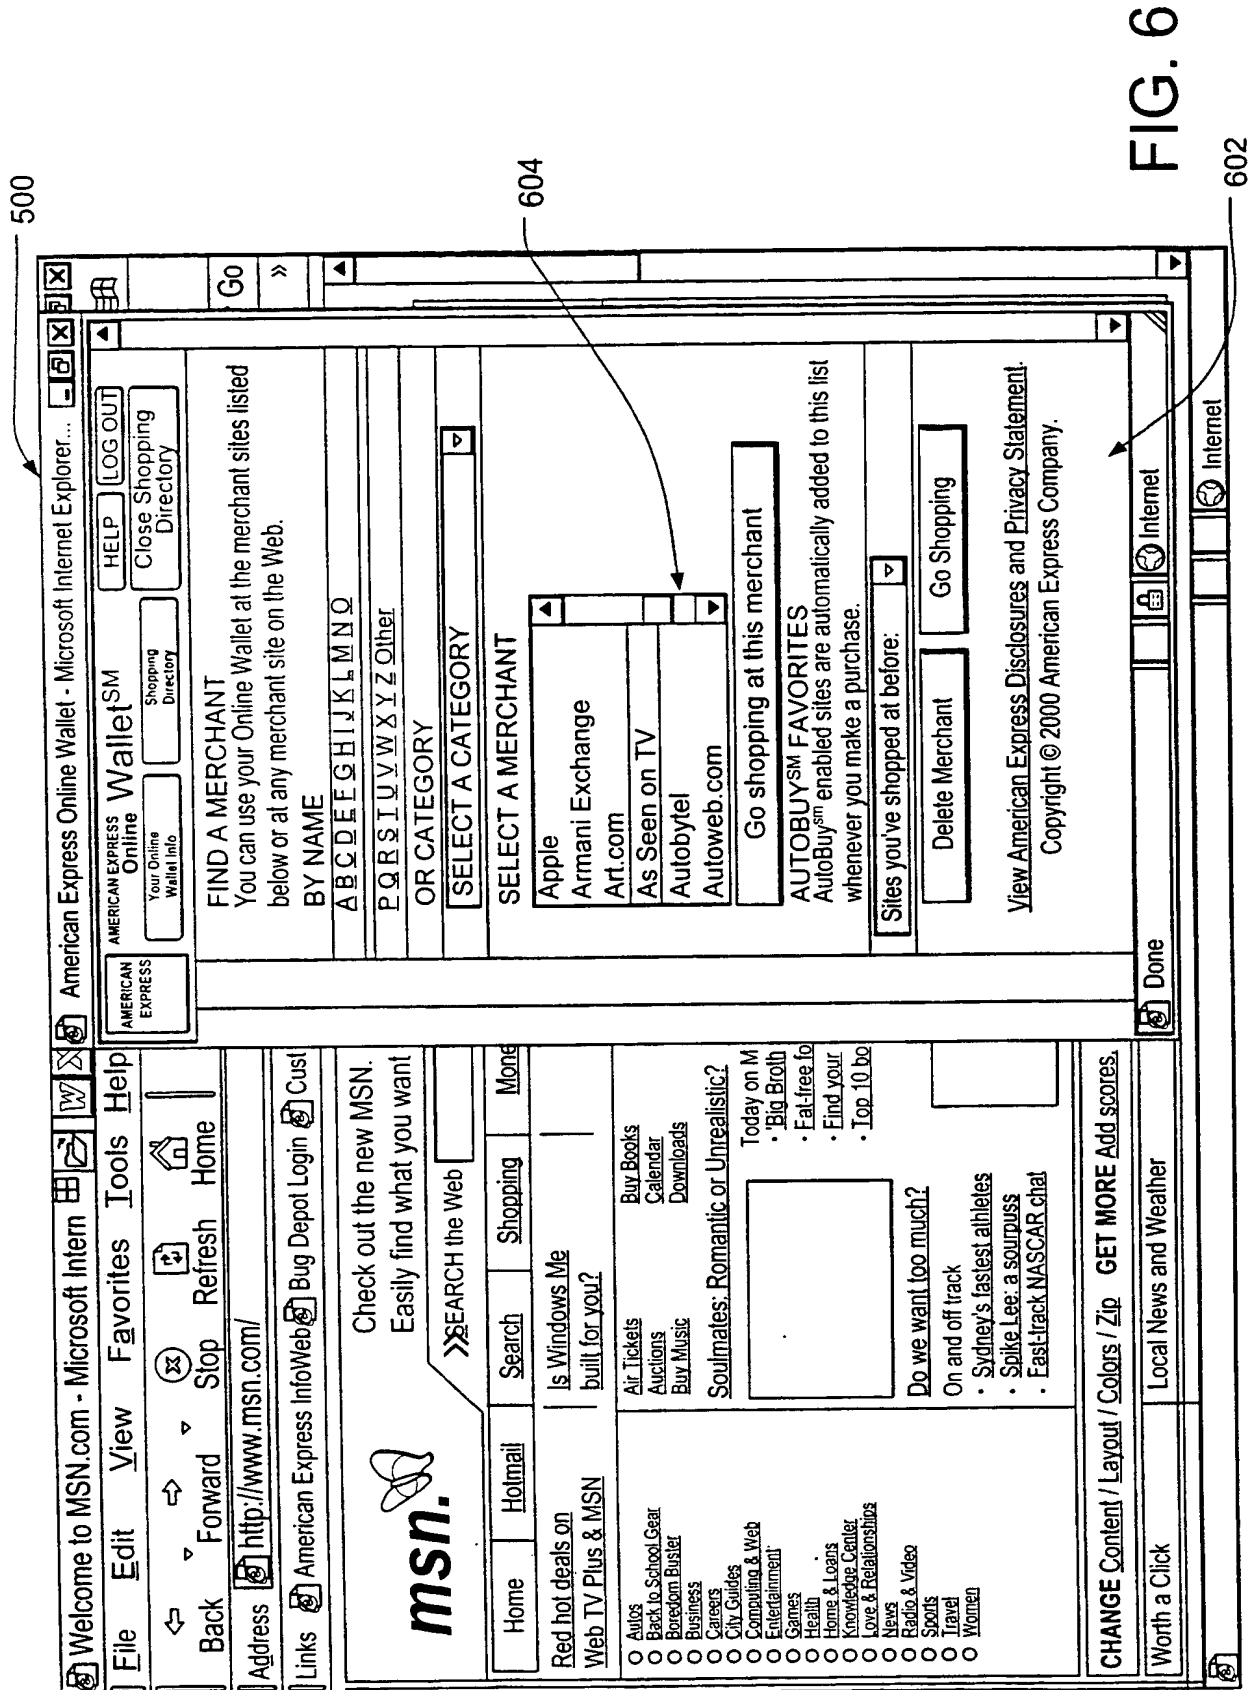 Welcome to MSN.com - Microsoft Intern
File Edit View Favorites Tools Help
Back Forward Stop Refresh Home
Address http://www.msn.com/
Go
Links American Express InfoWeb Bug Depot Login Cust
»
msn.
Check out the new MSN.
Easily find what you want
SEARCH the Web
Home Hotmail Search Shopping Mone
Red hot deals on
Web TV Plus & MSN
Is Windows Me
built for you?
Autos
Back to School Gear
Boredom Buster
Business
Careers
City Guides
Computing & Web
Entertainment
Games
Health
Home & Loans
Knowledge Center
Love & Relationships
News
Radio & Video
Sports
Travel
Women
Air Tickets Buy Books
Auctions Calendar
Buy Music Downloads
Soulmates: Romantic or Unrealistic?
Today on M
· 'Big Broth
· Fat-free fo
· Find your
· Top 10 bo
Do we want too much?
On and off track
· Sydney's fastest athletes
· Spike Lee: a sourpuss
· Fast-track NASCAR chat
CHANGE Content / Layout / Colors / Zip GET MORE Add scores.
Worth a Click Local News and Weather
Internet
American Express Online Wallet - Microsoft Internet Explorer...
AMERICAN
EXPRESS
AMERICAN EXPRESS
Online Wallet SM
HELP LOG OUT
Your Online
Wallet Info
Shopping
Directory
Close Shopping
Directory
FIND A MERCHANT
You can use your Online Wallet at the merchant sites listed
below or at any merchant site on the Web.
BY NAME
A B C D E F G H I J K L M N O
P Q R S T U V W X Y Z Other
OR CATEGORY
SELECT A CATEGORY
SELECT A MERCHANT
Apple
Armani Exchange
Art.com
As Seen on TV
Autobytel
Autoweb.com
Go shopping at this merchant
AUTOBUY SM FAVORITES
AutoBuy sm enabled sites are automatically added to this list
whenever you make a purchase.
Sites you've shopped at before:
Delete Merchant Go Shopping
View American Express Disclosures and Privacy Statement.
Copyright © 2000 American Express Company.
Done Internet
500
604
602
FIG. 6